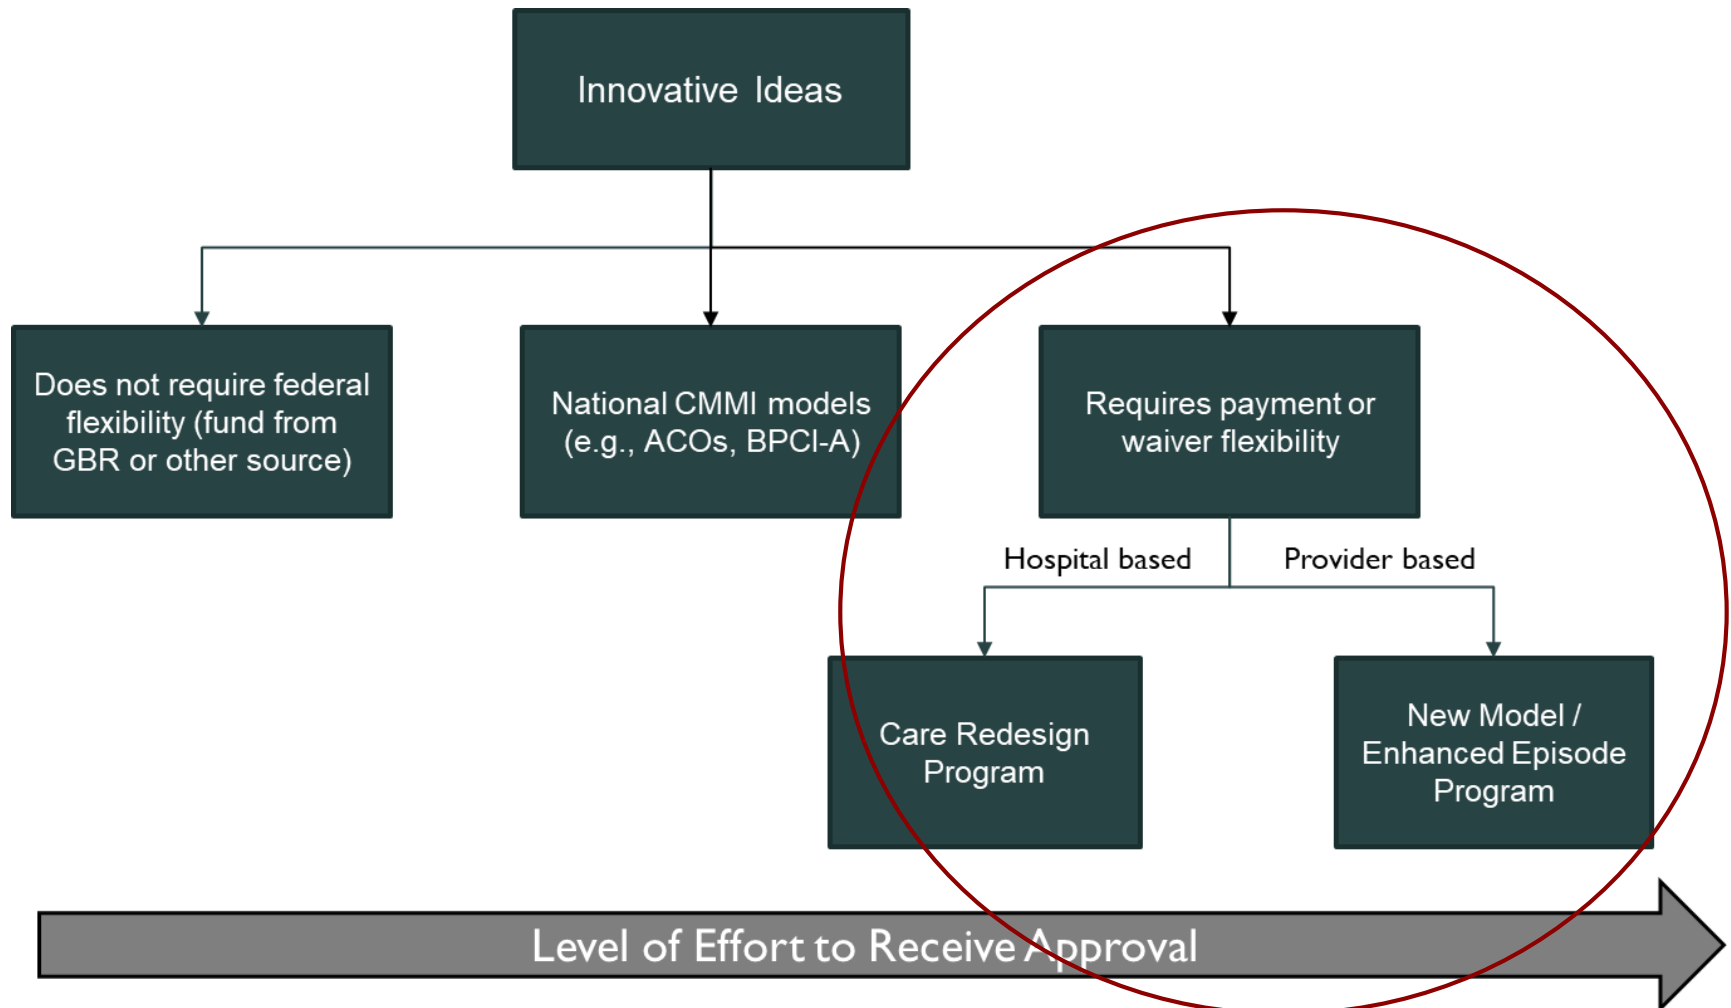 Innovative Ideas
Does not require federal
flexibility (fund from
GBR or other source)
National CMMI models
(e.g., ACOs, BPCI-A)
Requires payment or
waiver flexibility
Hospital based
Provider based
Care Redesign
Program
New Model /
Enhanced Episode
Program
Level of Effort to Receive Approval